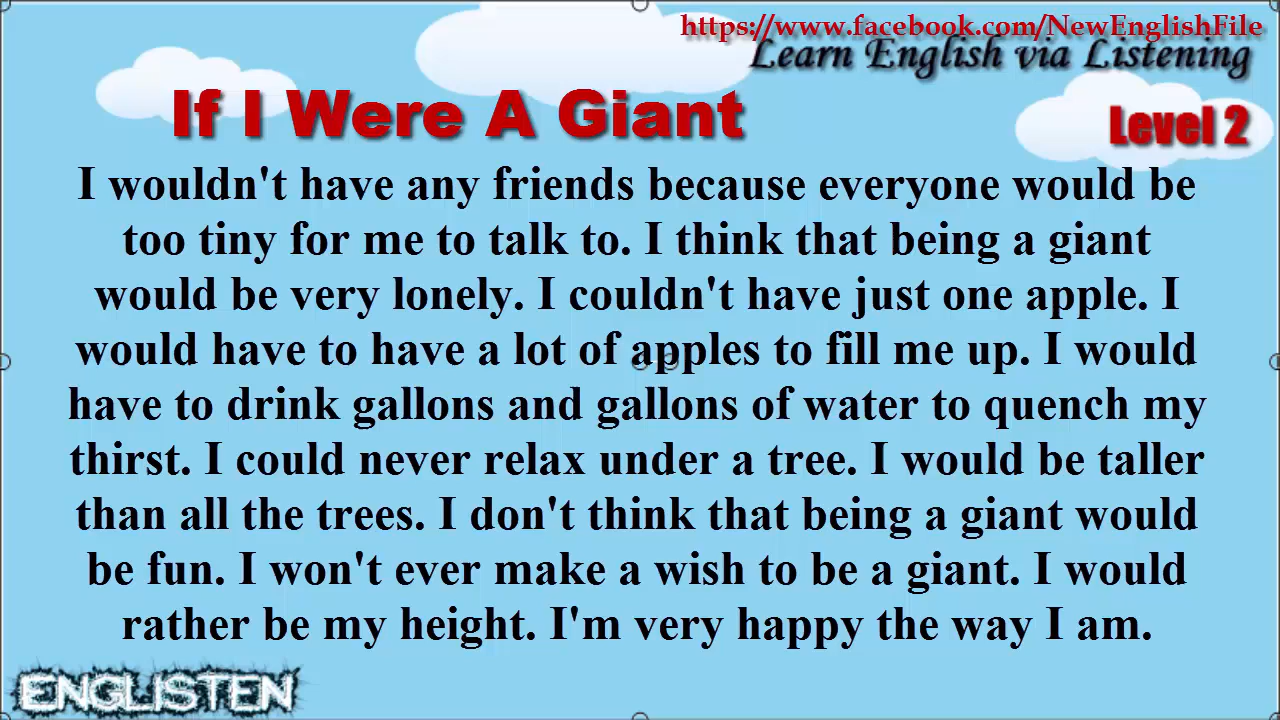 https://www.facebook.com/NewEnglishFile
Learn English via Listening
If I Were A Giant
Level 2
I wouldn't have any friends because everyone would be
too tiny for me to talk to. I think that being a giant
would be very lonely. I couldn't have just one apple. I
would have to have a lot of apples to fill me up. I would
have to drink gallons and gallons of water to quench my
thirst. I could never relax under a tree. I would be taller
than all the trees. I don't think that being a giant would
be fun. I won't ever make a wish to be a giant. I would
rather be my height. I'm very happy the way I am.
ENGLISTEN